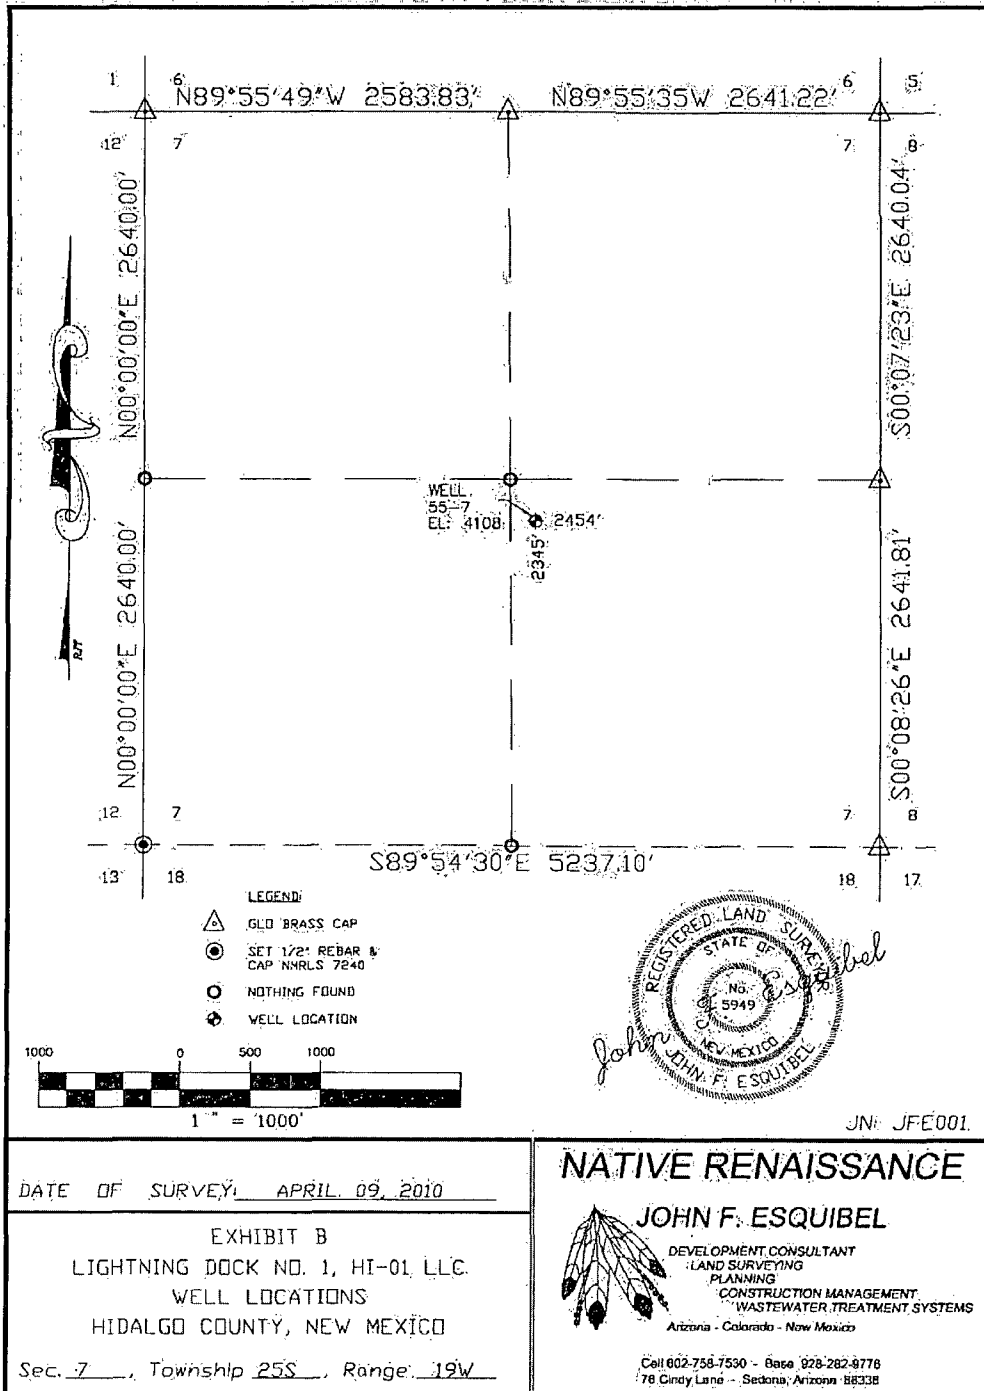 1 6 6 5
N89°55'49"W 2583.83' N89°55'35W 2641.22'
12 7 7 8
N00°00'00"E 2640.00'
S00°07'23"E 2640.04'
WELL
55-7
EL: 4108
2454'
2345'
N00°00'00"E 2640.00'
S00°08'26"E 2641.81'
12 7 7 8
S89°54'30"E 5237.10'
13 18 18 17
LEGEND:
GLO BRASS CAP
SET 1/2" REBAR &
CAP NMRLS 7240
NOTHING FOUND
WELL LOCATION
1000 0 500 1000
1" = 1000'
REGISTERED LAND SURVEYOR
STATE OF
No.
5949
NEW MEXICO
JOHN F. ESQUIBEL
John Esquibel
JN: JFE001
DATE OF SURVEY: APRIL 09, 2010
EXHIBIT B
LIGHTNING DOCK NO. 1, HI-01 LLC.
WELL LOCATIONS
HIDALGO COUNTY, NEW MEXICO
Sec. 7, Township 25S, Range 19W
NATIVE RENAISSANCE
JOHN F. ESQUIBEL
DEVELOPMENT CONSULTANT
LAND SURVEYING
PLANNING
CONSTRUCTION MANAGEMENT
WASTEWATER TREATMENT SYSTEMS
Arizona - Colorado - New Mexico
Cell 602-758-7530 - Base 928-282-9776
78 Cindy Lane - Sedona, Arizona 86336